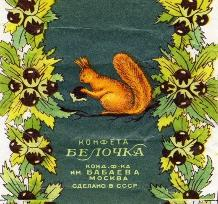 КОНФЕТА
БЕЛОЧКА
КОНД. Ф-КА
ИМ. БАБАЕВА
МОСКВА
СДЕЛАНО В СССР